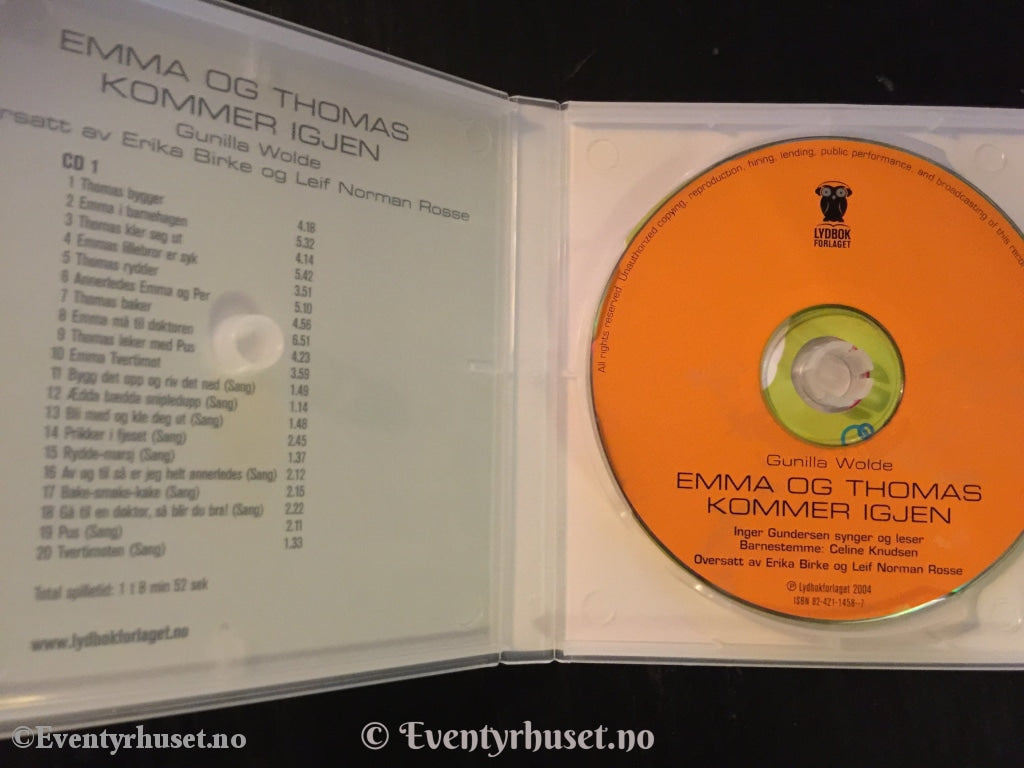 EMMA OG THOMAS
KOMMER IGJEN
Gunilla Wolde
rsatt av Erika Birke og Leif Norman Rosse
CD 1
1 Thomas bygger 4.18
2 Emma i barnehagen 5.32
3 Thomas kler seg ut 4.14
4 Emmas lillebror er syk 5.42
5 Thomas rydder 3.51
6 Annerledes Emma og Per 5.10
7 Thomas baker 4.56
8 Emma må til doktoren 6.51
9 Thomas leker med Pus 4.23
10 Emma Tvertimot 3.59
11 Bygg det opp og riv det ned (Sang) 1.49
12 Ædda bædda snipledupp (Sang) 1.14
13 Bli med og kle deg ut (Sang) 1.48
14 Prikker i fjeset (Sang) 2.45
15 Rydde-marsj (Sang) 1.37
16 Av og til så er jeg helt annerledes (Sang) 2.12
17 Bake-smake-kake (Sang) 2.15
18 Gå til en doktor, så blir du bra! (Sang) 2.22
19 Pus (Sang) 2.11
20 Tvertimoten (Sang) 1.33
Total spilletid: 1 t 8 min 52 sek
www.lydbokforlaget.no
All rights reserved. Unauthorized copying, reproduction, hiring, lending, public performance, and broadcasting of this reco
LYDBOK
FORLAGET
Gunilla Wolde
EMMA OG THOMAS
KOMMER IGJEN
Inger Gundersen synger og leser
Barnestemme: Celine Knudsen
Oversatt av Erika Birke og Leif Norman Rosse
℗ Lydbokforlaget 2004
ISBN 82-421-1458--7
©Eventyrhuset.no
© Eventyrhuset.no